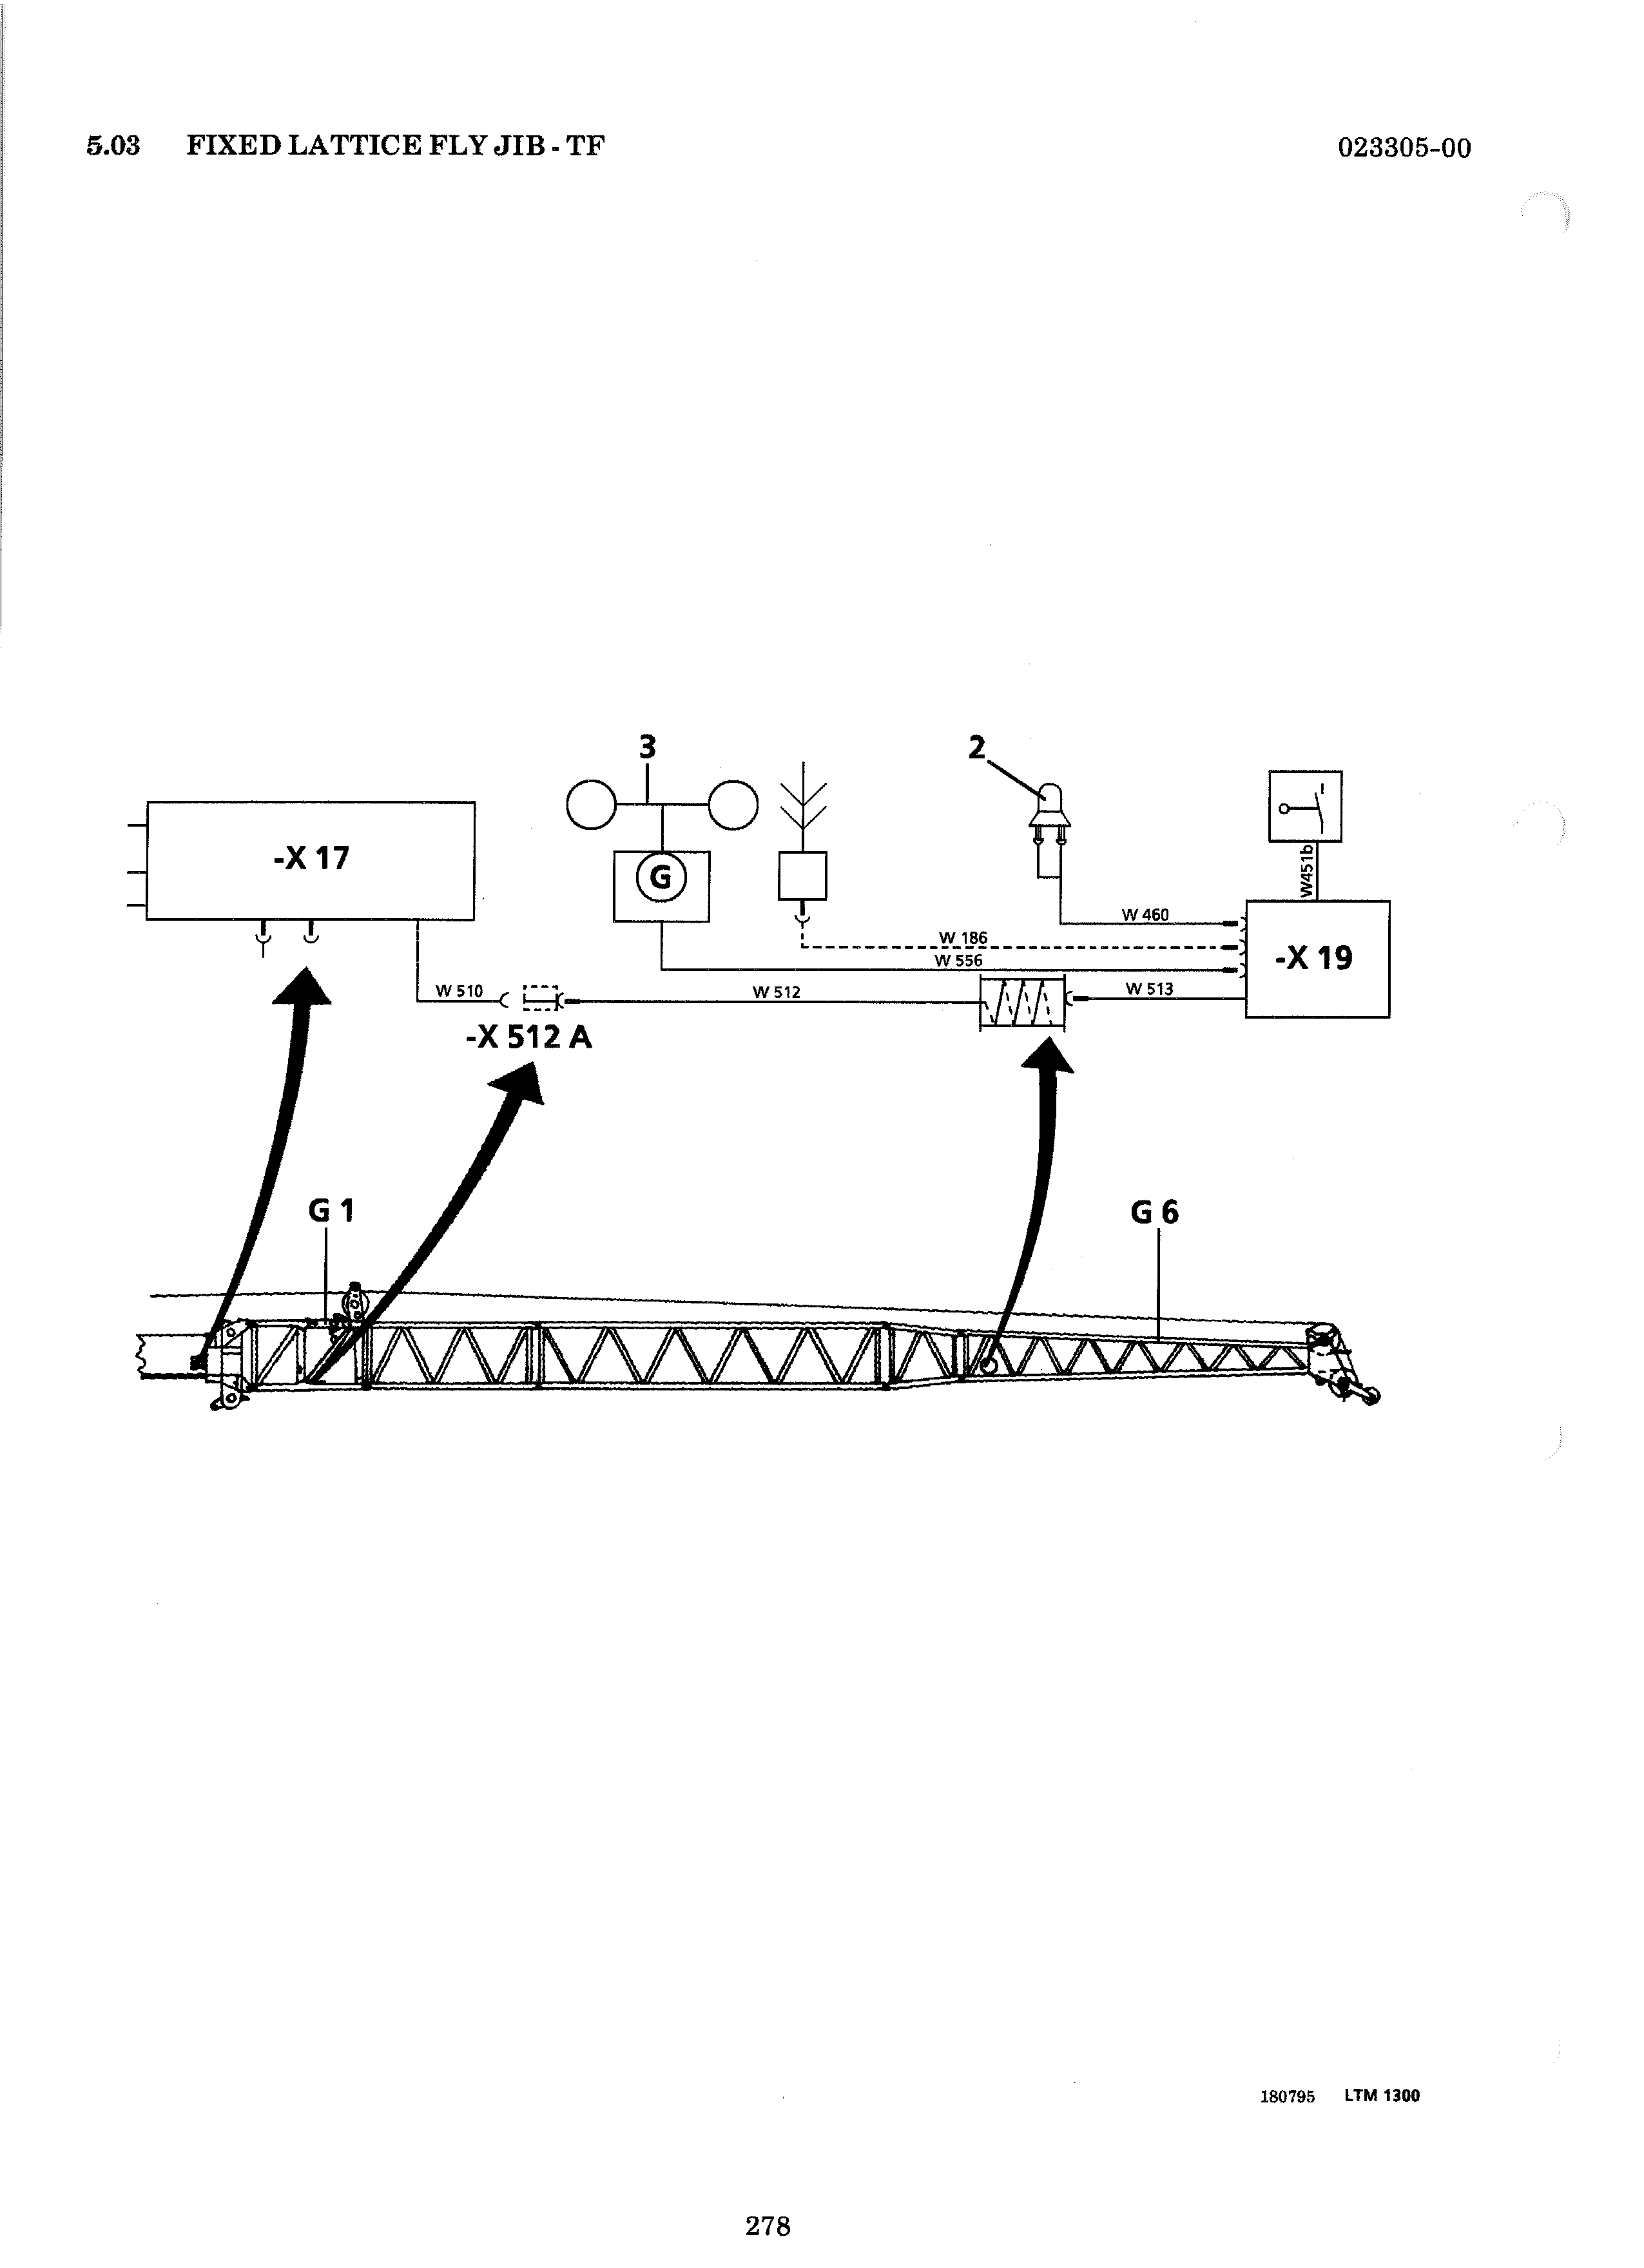 5.03 FIXED LATTICE FLY JIB - TF 023305-00
3
2
-X 17
G
W451b
W 460
W 186
W 556
-X 19
W 510
W 512
W 513
-X 512 A
G 1
G 6
180795 LTM 1300
278